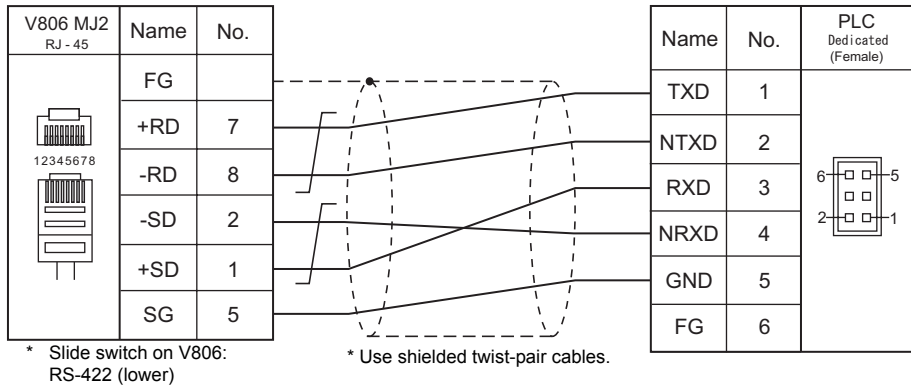 V806 MJ2
RJ - 45
Name
No.
FG
+RD
7
-RD
8
-SD
2
+SD
1
SG
5
12345678
* Slide switch on V806:
RS-422 (lower)
* Use shielded twist-pair cables.
Name
No.
PLC
Dedicated
(Female)
TXD
1
NTXD
2
RXD
3
NRXD
4
GND
5
FG
6
6
5
2
1